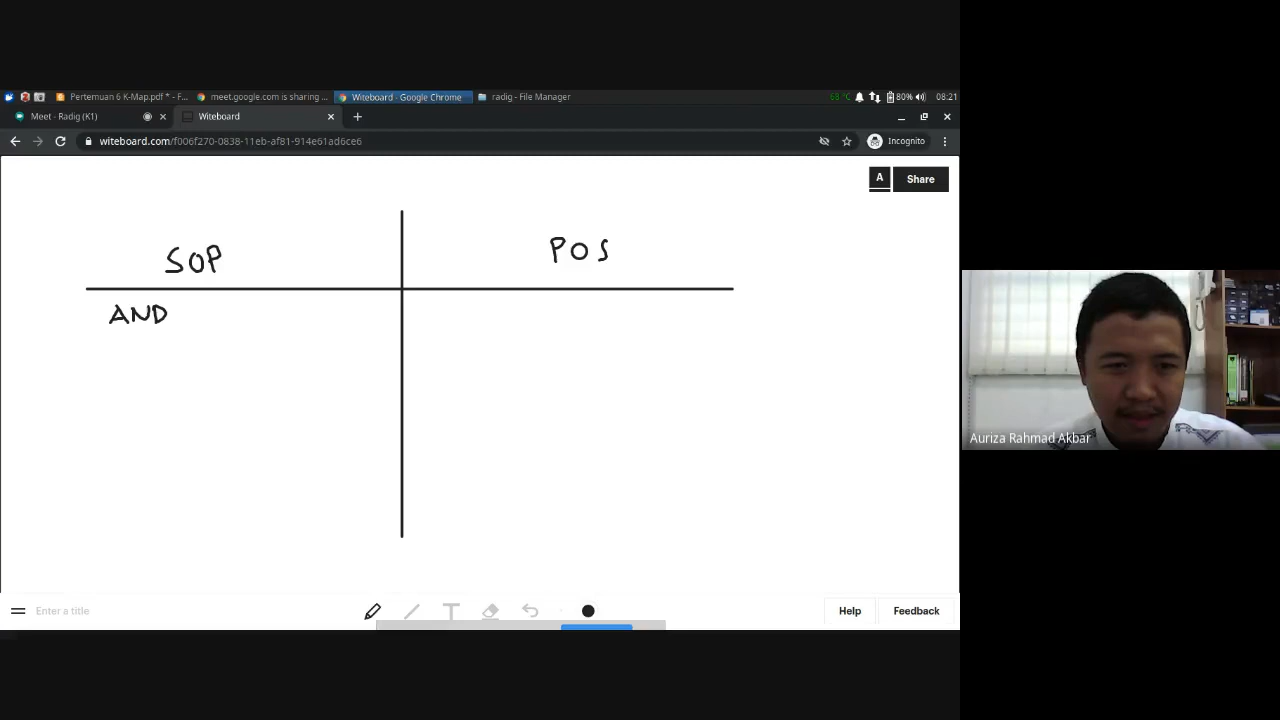 Pertemuan 6 K-Map.pdf * - F...
meet.google.com is sharing ...
Witeboard - Google Chrome
radig - File Manager
68 °C
80%
08:21
Meet - Radig (K1)
Witeboard
witeboard.com/f006f270-0838-11eb-af81-914e61ad6ce6
Incognito
A
Share
SOP
POS
AND
Auriza Rahmad Akbar
Enter a title
T
Help
Feedback